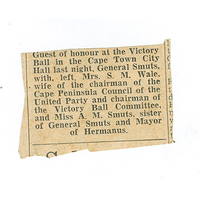 Guest of honour at the Victory
Ball in the Cape Town City
Hall last night, General Smuts,
with, left, Mrs. S. M. Wale,
wife of the chairman of the
Cape Peninsula Council of the
United Party and chairman of
the Victory Ball Committee,
and Miss A. M. Smuts, sister
of General Smuts and Mayor
of Hermanus.